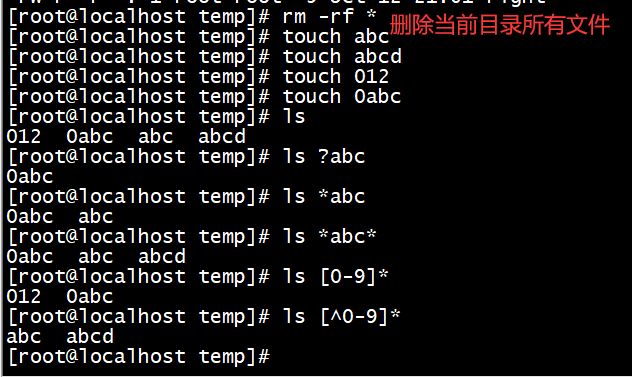 [root@localhost temp]# rm -rf * 删除当前目录所有文件
[root@localhost temp]# touch abc
[root@localhost temp]# touch abcd
[root@localhost temp]# touch 012
[root@localhost temp]# touch 0abc
[root@localhost temp]# ls
012  0abc  abc  abcd
[root@localhost temp]# ls ?abc
0abc
[root@localhost temp]# ls *abc
0abc  abc
[root@localhost temp]# ls *abc*
0abc  abc  abcd
[root@localhost temp]# ls [0-9]*
012  0abc
[root@localhost temp]# ls [^0-9]*
abc  abcd
[root@localhost temp]#